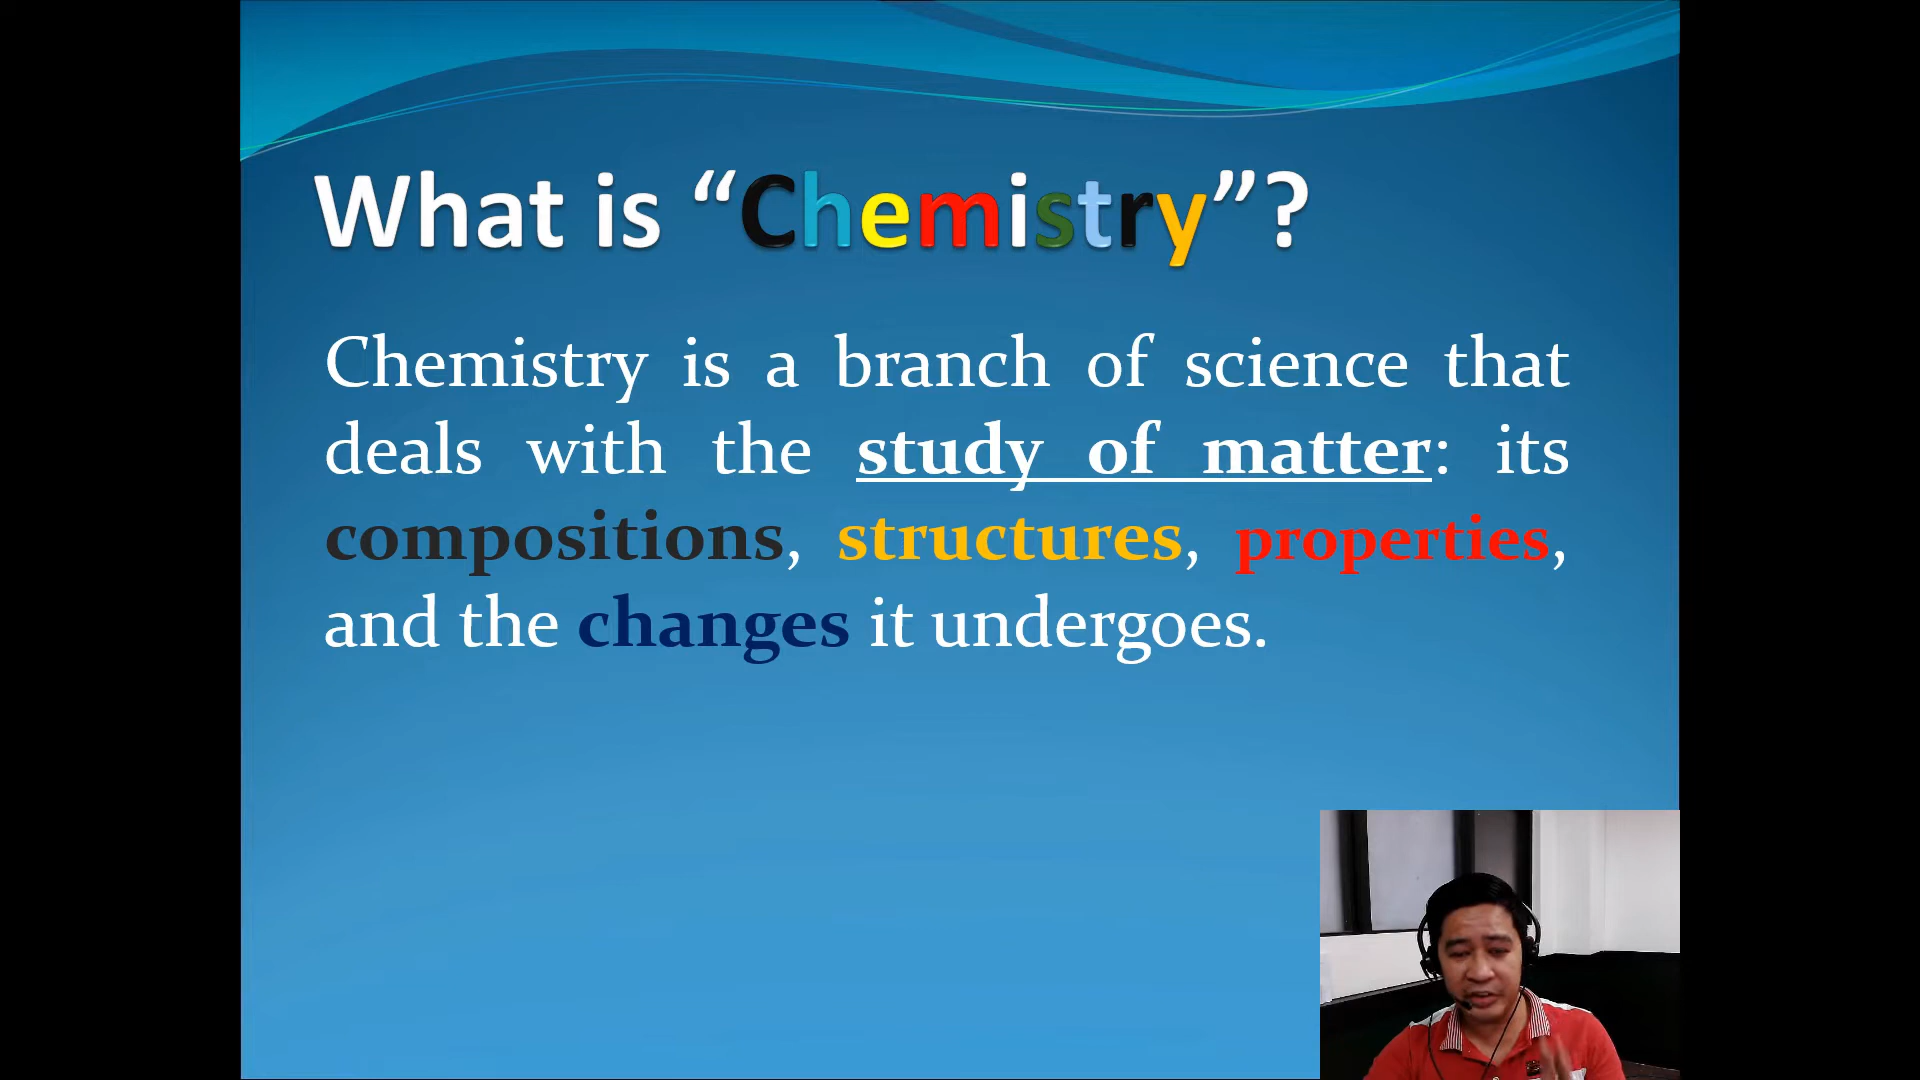 What is “Chemistry”?
Chemistry is a branch of science that
deals with the study of matter: its
compositions, structures, properties,
and the changes it undergoes.